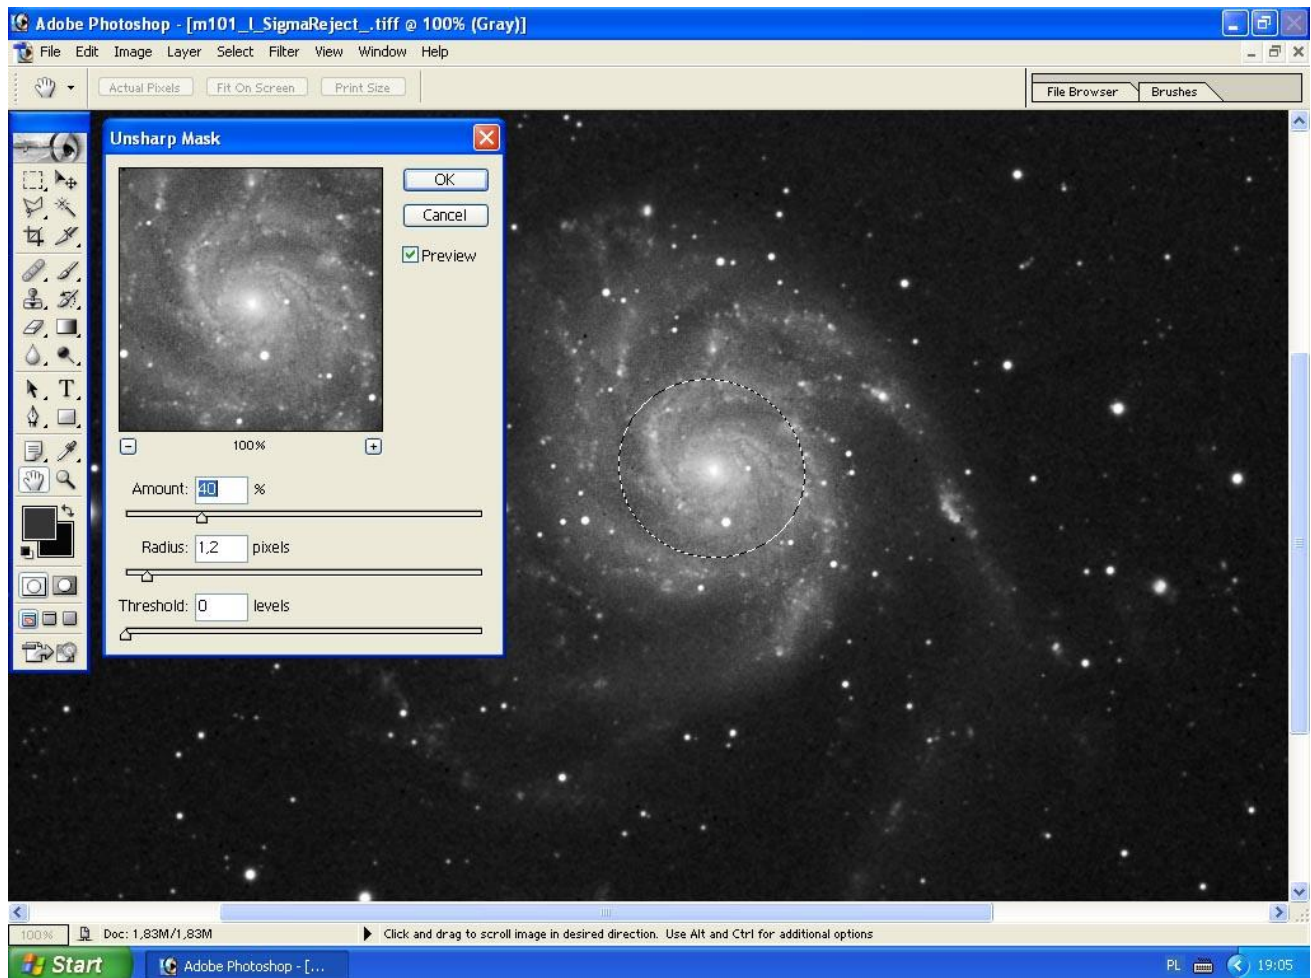 Adobe Photoshop - [m101_l_SigmaReject_.tiff @ 100% (Gray)]
File Edit Image Layer Select Filter View Window Help
Actual Pixels Fit On Screen Print Size File Browser Brushes
Unsharp Mask
OK
Cancel
Preview
100%
Amount: 40 %
Radius: 1,2 pixels
Threshold: 0 levels
100% Doc: 1,83M/1,83M Click and drag to scroll image in desired direction. Use Alt and Ctrl for additional options
Start Adobe Photoshop - [... PL 19:05